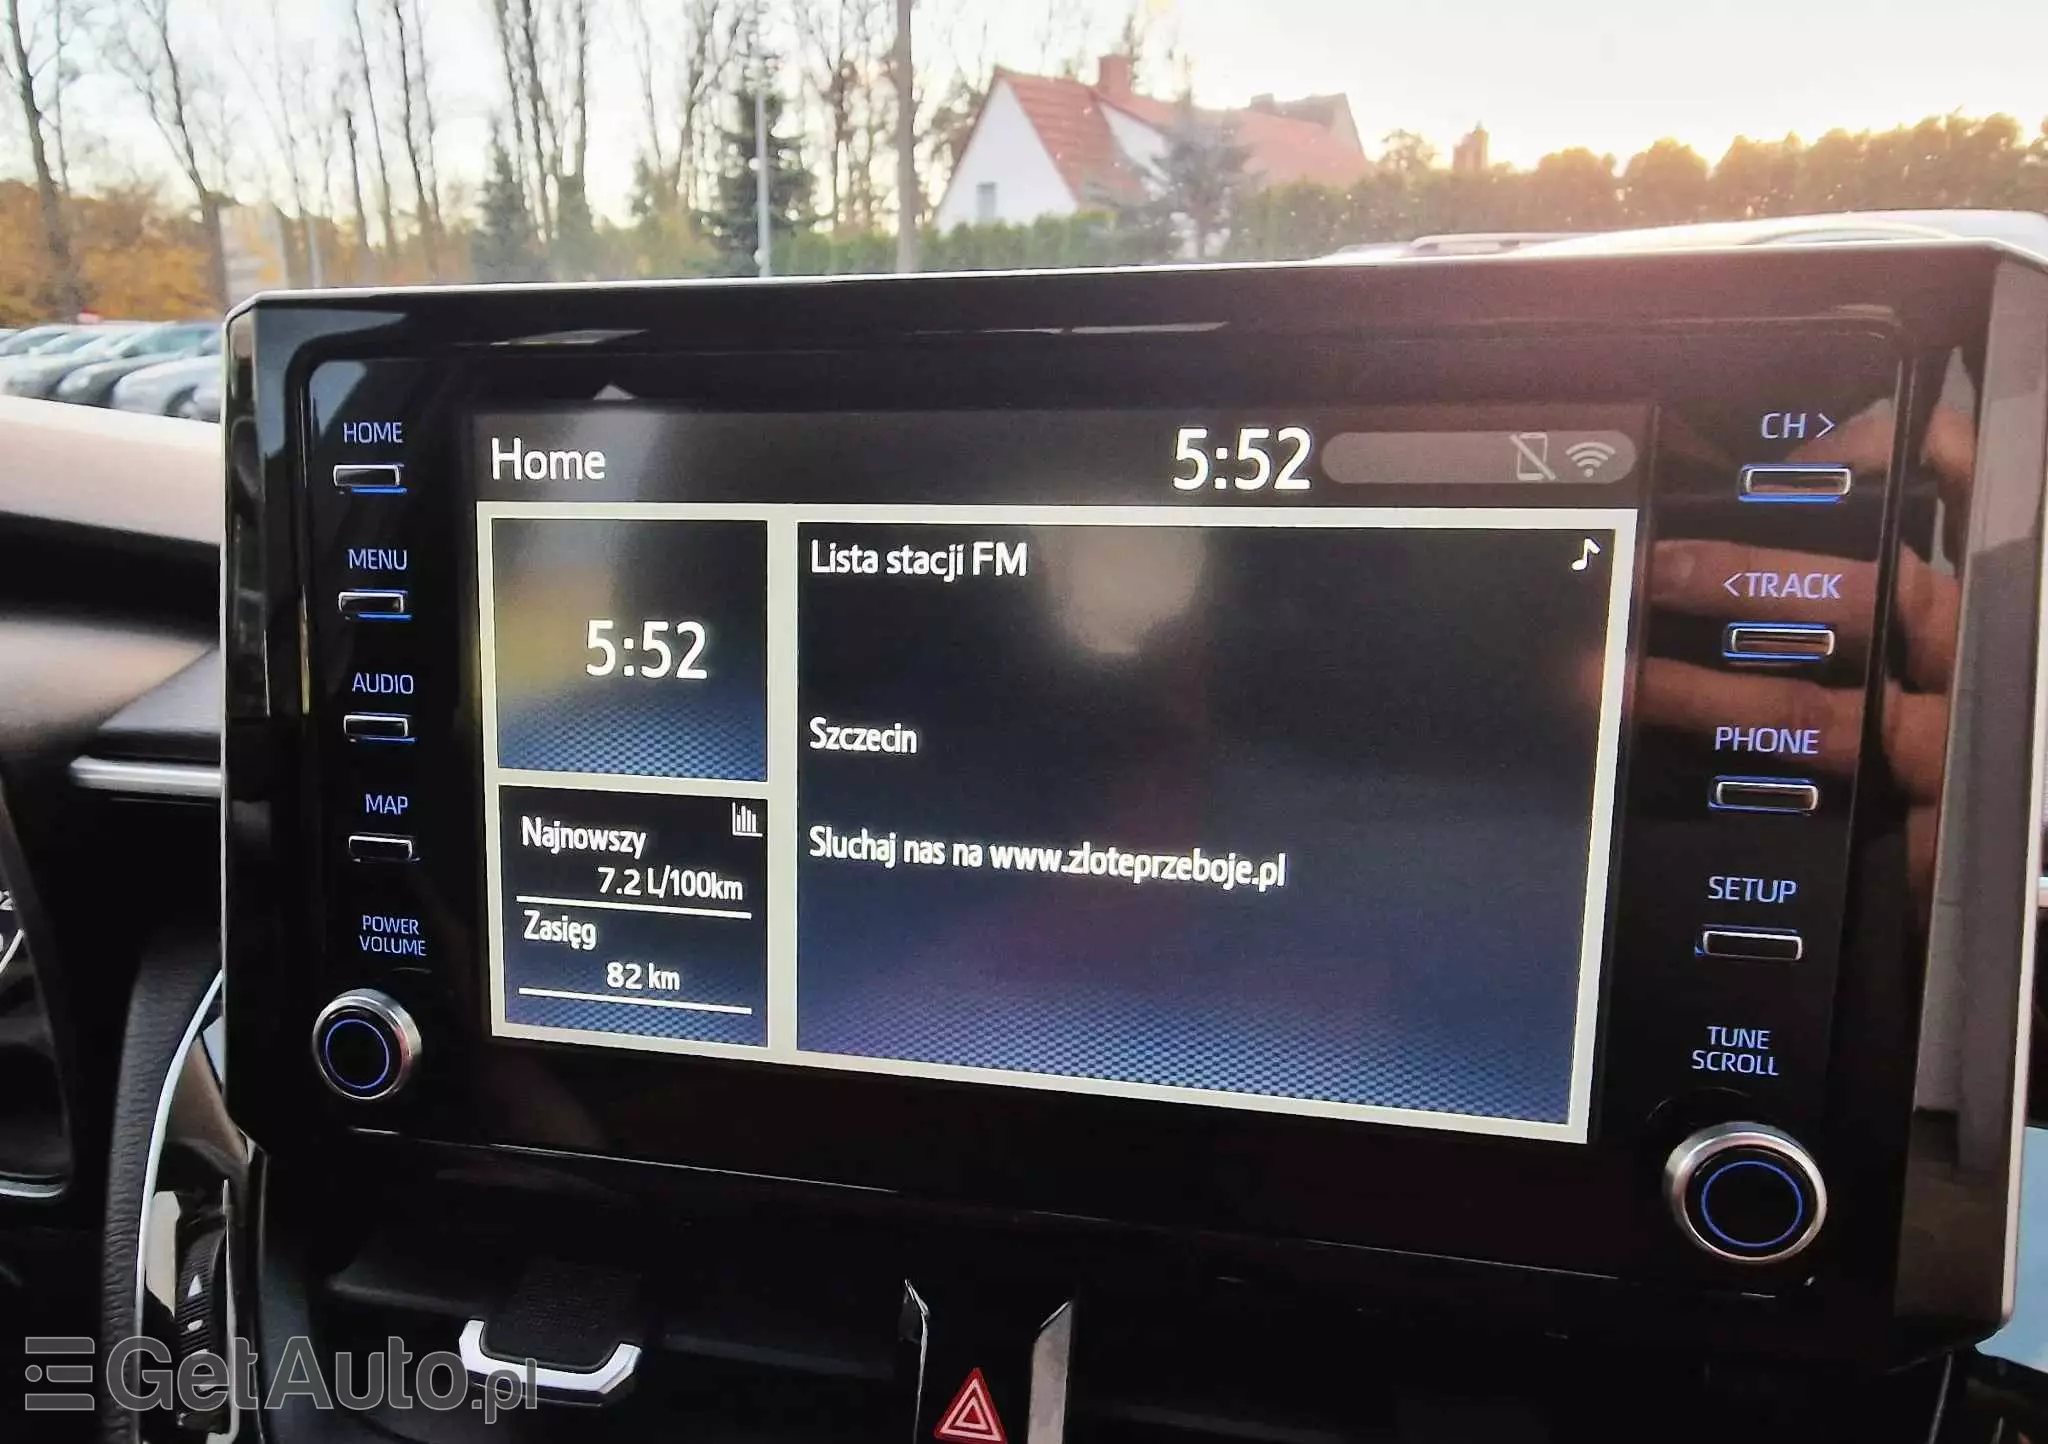 HOME
MENU
AUDIO
MAP
POWER
VOLUME
Home
5:52
5:52
Najnowszy
7.2 L/100km
Zasięg
82 km
Lista stacji FM
Szczecin
Sluchaj nas na www.zloteprzeboje.pl
CH >
<TRACK
PHONE
SETUP
TUNE
SCROLL
GetAuto.pl